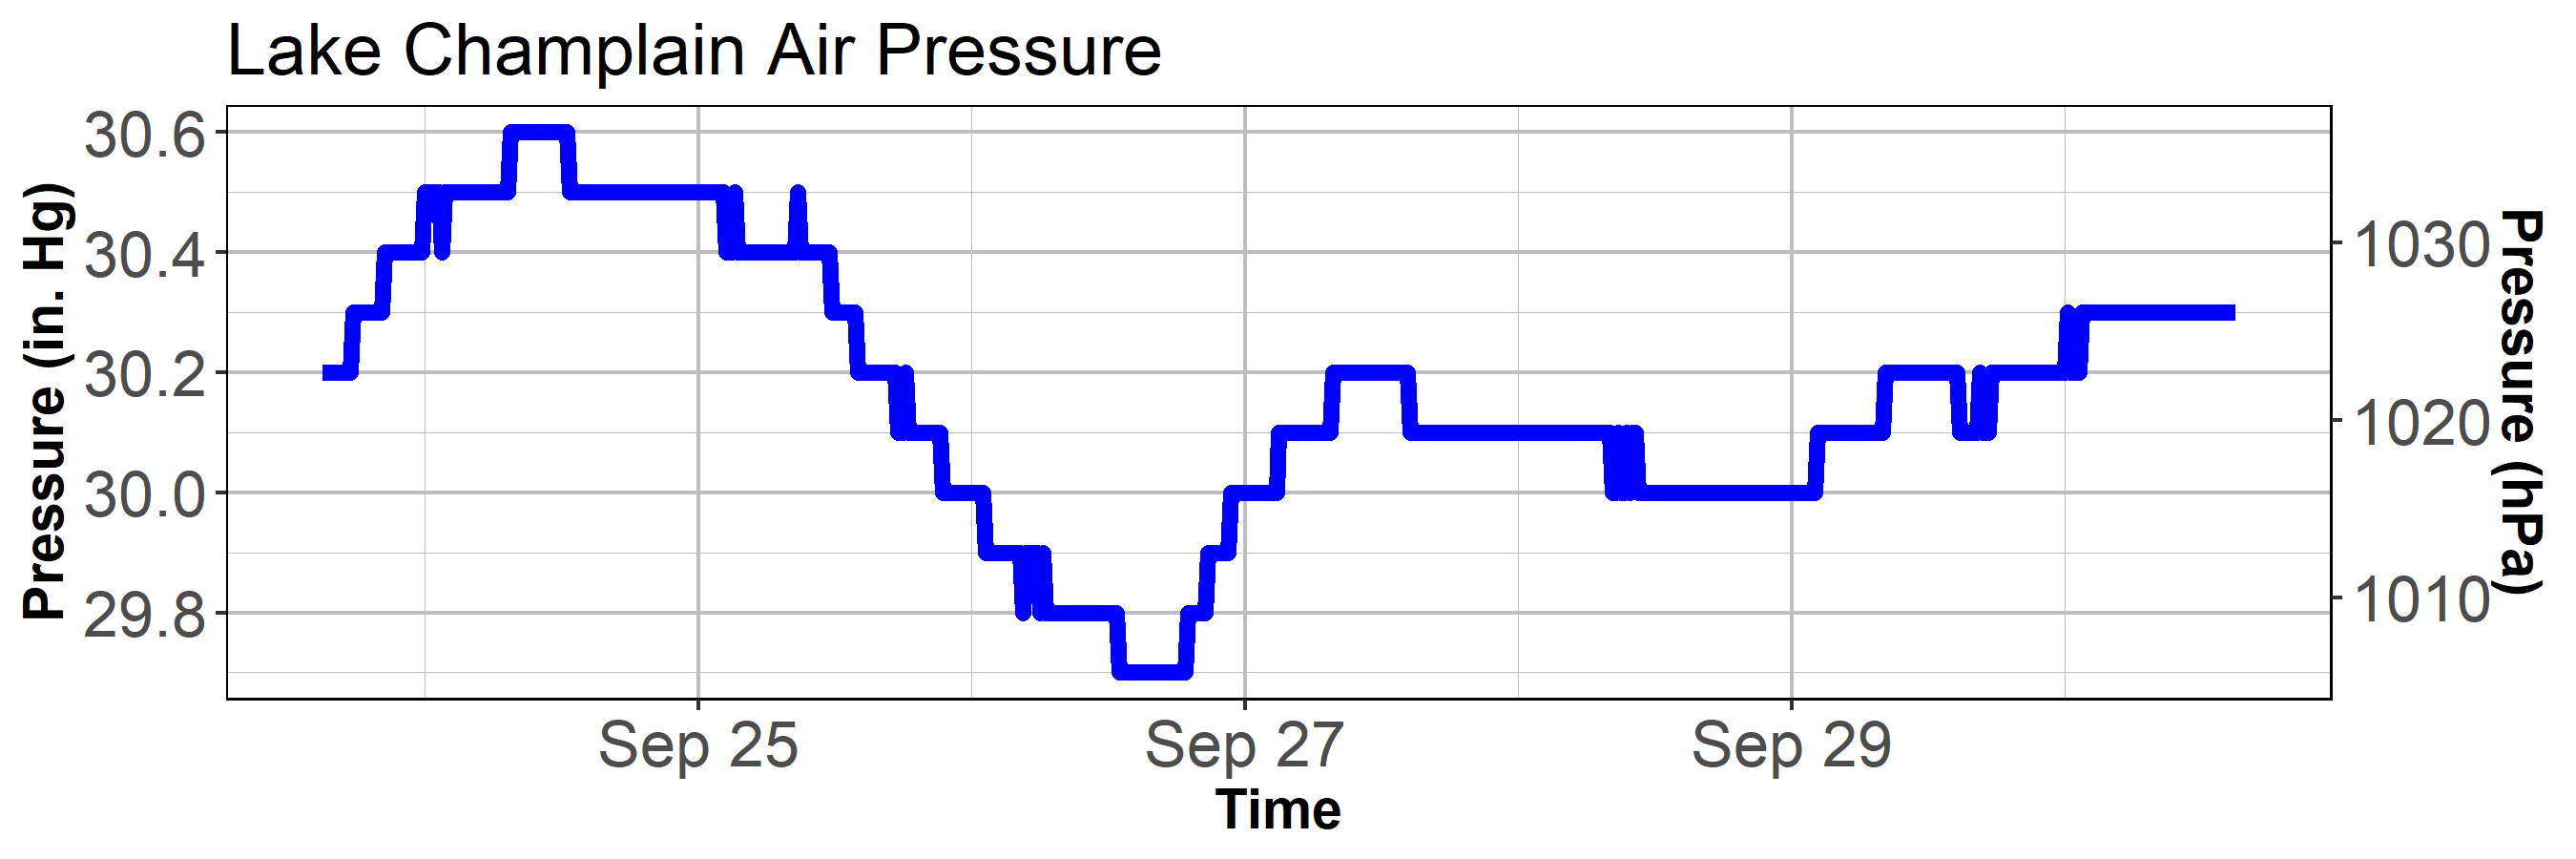 Lake Champlain Air Pressure
Pressure (in. Hg)
30.6
30.4
30.2
30.0
29.8
1030
1020
1010
Pressure (hPa)
Sep 25 Sep 27 Sep 29
Time